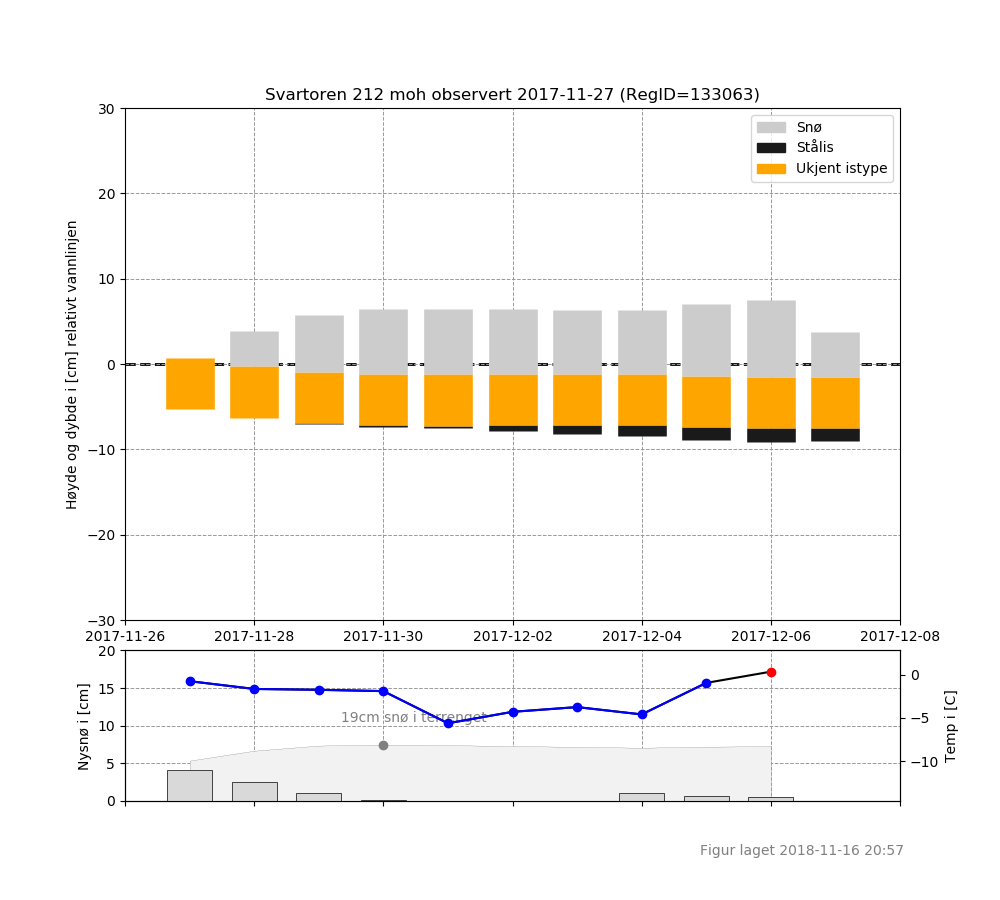 Svartoren 212 moh observert 2017-11-27 (RegID=133063)
Snø
Stålis
Ukjent istype
Høyde og dybde i [cm] relativt vannlinjen
30
20
10
0
−10
−20
−30
2017-11-26 2017-11-28 2017-11-30 2017-12-02 2017-12-04 2017-12-06 2017-12-08
Nysnø i [cm]
20
15
10
5
0
19cm snø i terrenget
0
−5
−10
Temp i [C]
Figur laget 2018-11-16 20:57